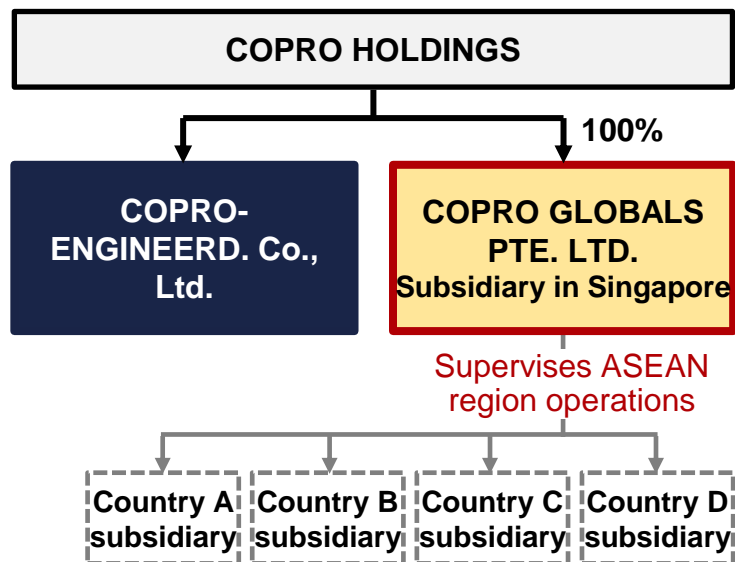 COPRO HOLDINGS
100%
COPRO-
ENGINEERD. Co.,
Ltd.
COPRO GLOBALS
PTE. LTD.
Subsidiary in Singapore
Supervises ASEAN
region operations
Country A
subsidiary
Country B
subsidiary
Country C
subsidiary
Country D
subsidiary